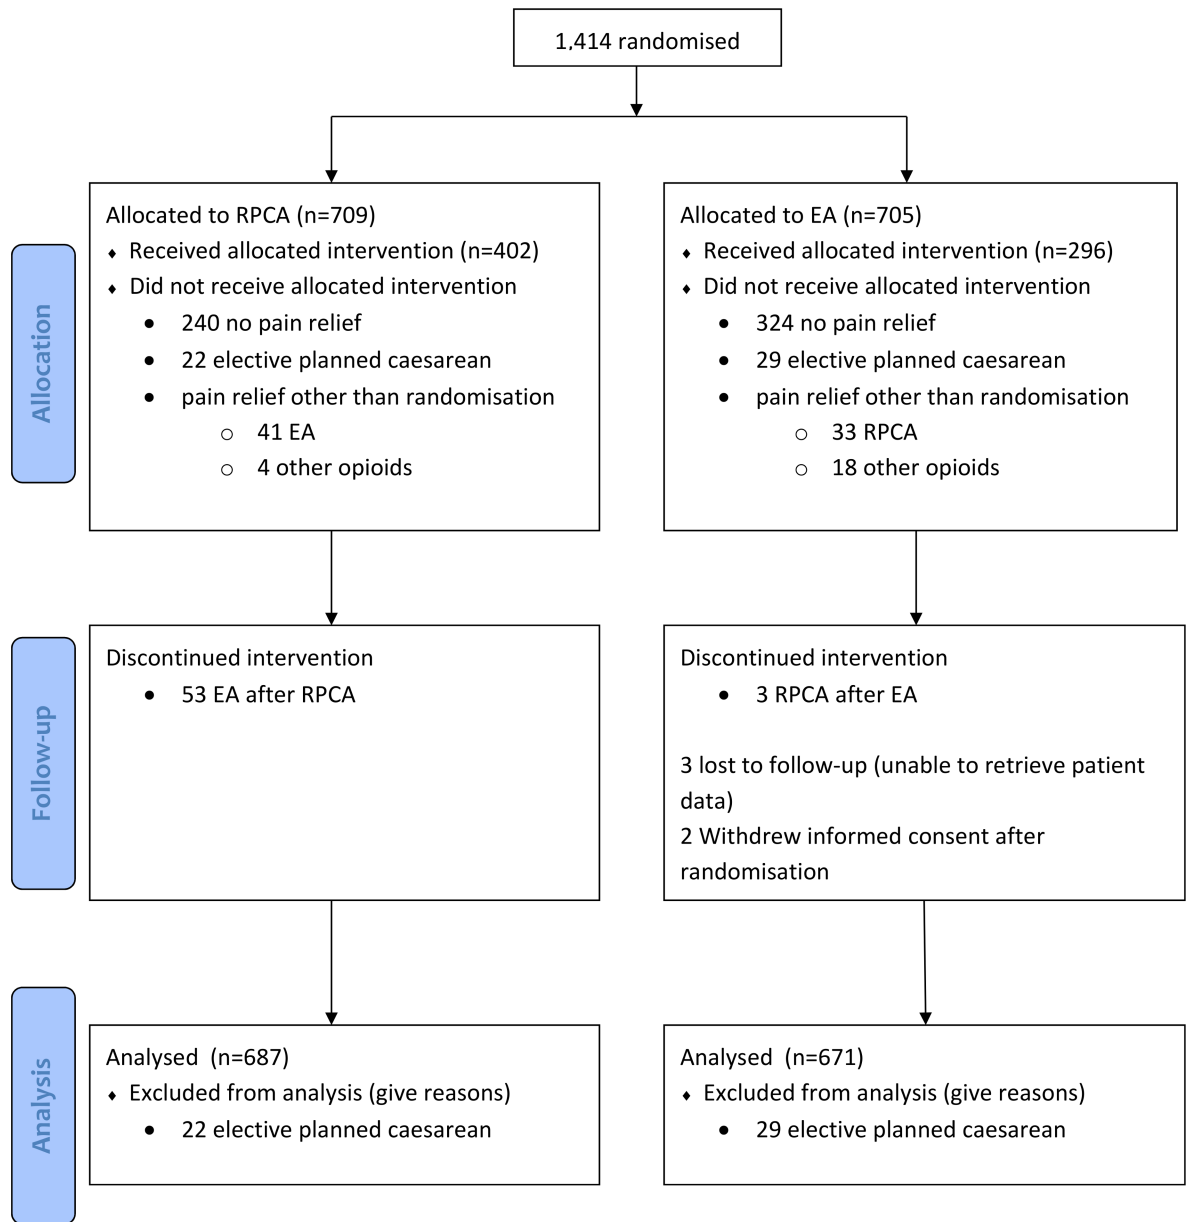 1,414 randomised
Allocation
Allocated to RPCA (n=709)
♦ Received allocated intervention (n=402)
♦ Did not receive allocated intervention
• 240 no pain relief
• 22 elective planned caesarean
• pain relief other than randomisation
o 41 EA
o 4 other opioids
Allocated to EA (n=705)
♦ Received allocated intervention (n=296)
♦ Did not receive allocated intervention
• 324 no pain relief
• 29 elective planned caesarean
• pain relief other than randomisation
o 33 RPCA
o 18 other opioids
Follow-up
Discontinued intervention
• 53 EA after RPCA
Discontinued intervention
• 3 RPCA after EA
3 lost to follow-up (unable to retrieve patient
data)
2 Withdrew informed consent after
randomisation
Analysis
Analysed (n=687)
♦ Excluded from analysis (give reasons)
• 22 elective planned caesarean
Analysed (n=671)
♦ Excluded from analysis (give reasons)
• 29 elective planned caesarean